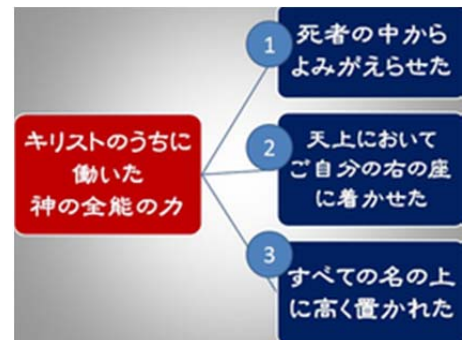 キリストのうちに
働いた
神の全能の力
1
死者の中から
よみがえらせた
2
天上において
ご自分の右の座
に着かせた
3
すべての名の上
に高く置かれた